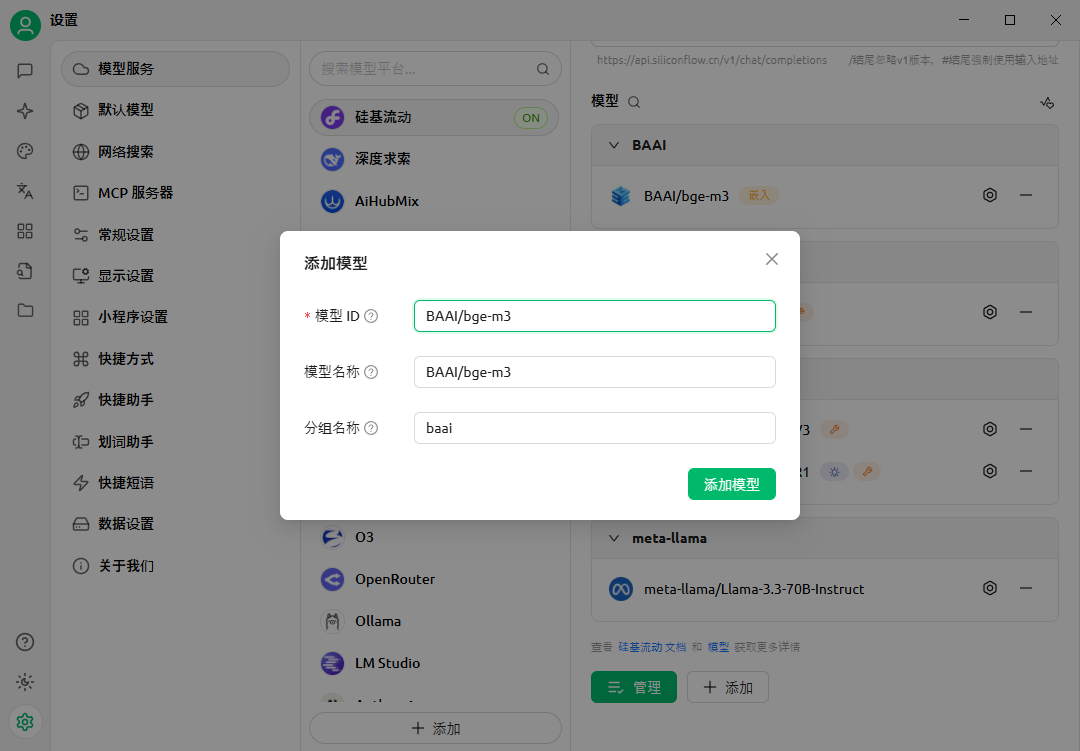 设置
模型服务
默认模型
网络搜索
MCP 服务器
常规设置
显示设置
小程序设置
快捷方式
快捷助手
划词助手
快捷短语
数据设置
关于我们
搜索模型平台...
硅基流动 ON
深度求索
AiHubMix
O3
OpenRouter
Ollama
LM Studio
添加
https://api.siliconflow.cn/v1/chat/completions /结尾忽略v1版本，#结尾强制使用输入地址
模型
BAAI
BAAI/bge-m3 嵌入
添加模型
* 模型 ID BAAI/bge-m3
模型名称 BAAI/bge-m3
分组名称 baai
添加模型
meta-llama
meta-llama/Llama-3.3-70B-Instruct
查看 硅基流动 文档 和 模型 获取更多详情
管理 添加